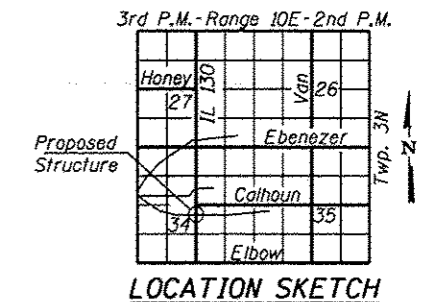 3rd P.M.-Range 10E-2nd P.M.
Honey
IL 130
Van
27
26
Ebenezer
Twp. 3N
N
Proposed
Structure
Calhoun
34
35
Elbow
LOCATION SKETCH